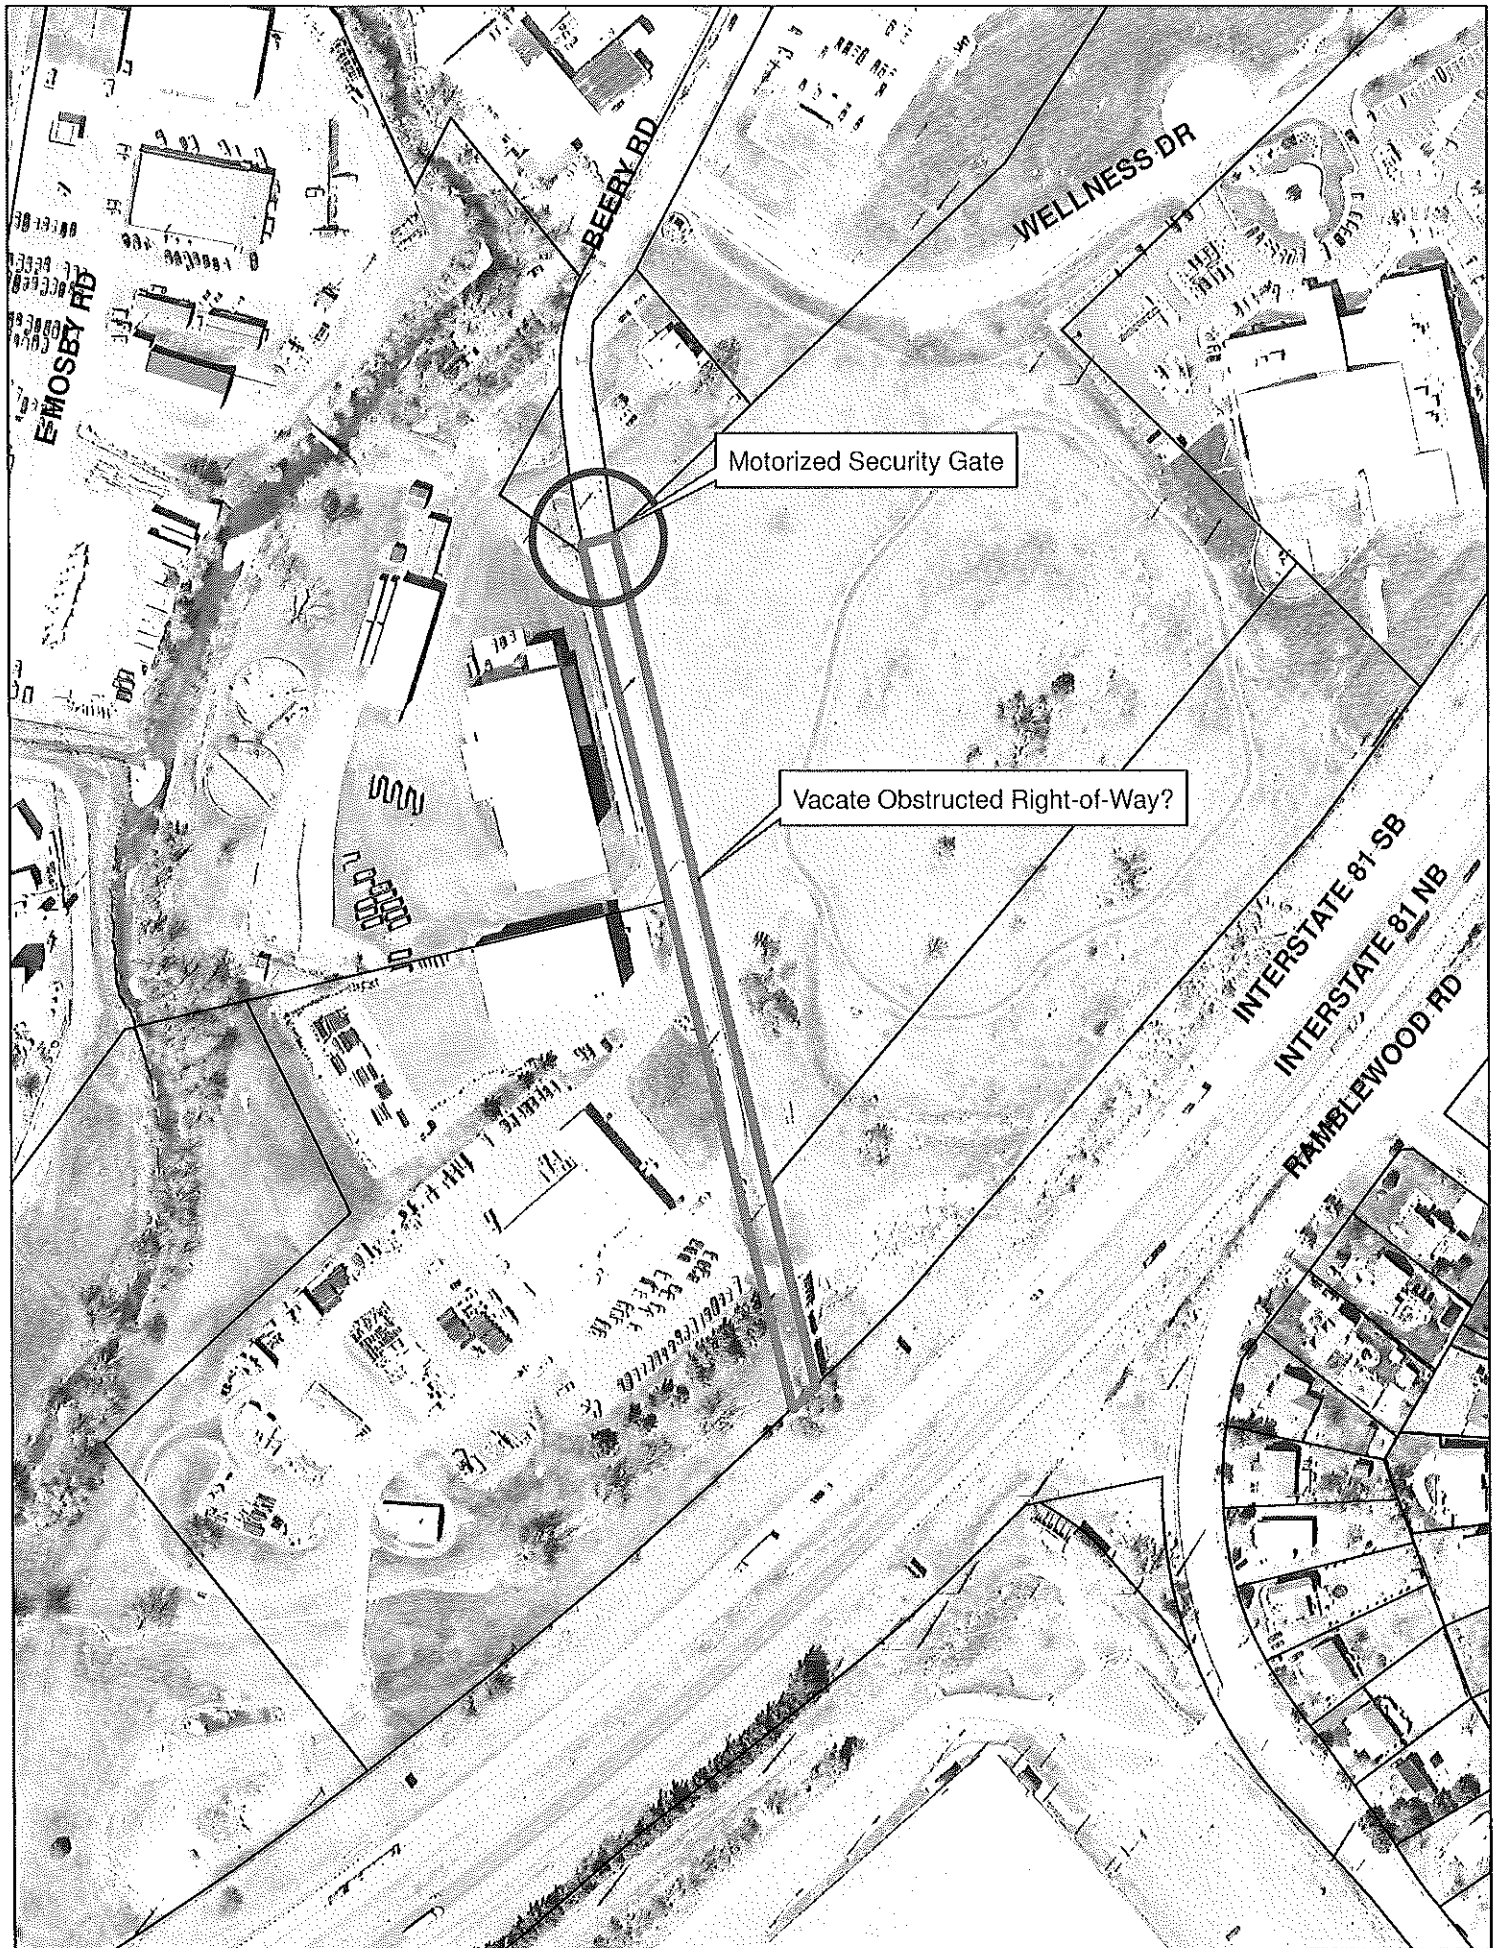 BEERY RD
WELLNESS DR
E MOSBY RD
Motorized Security Gate
Vacate Obstructed Right-of-Way?
INTERSTATE 81 SB
INTERSTATE 81 NB
RAMBLEWOOD RD